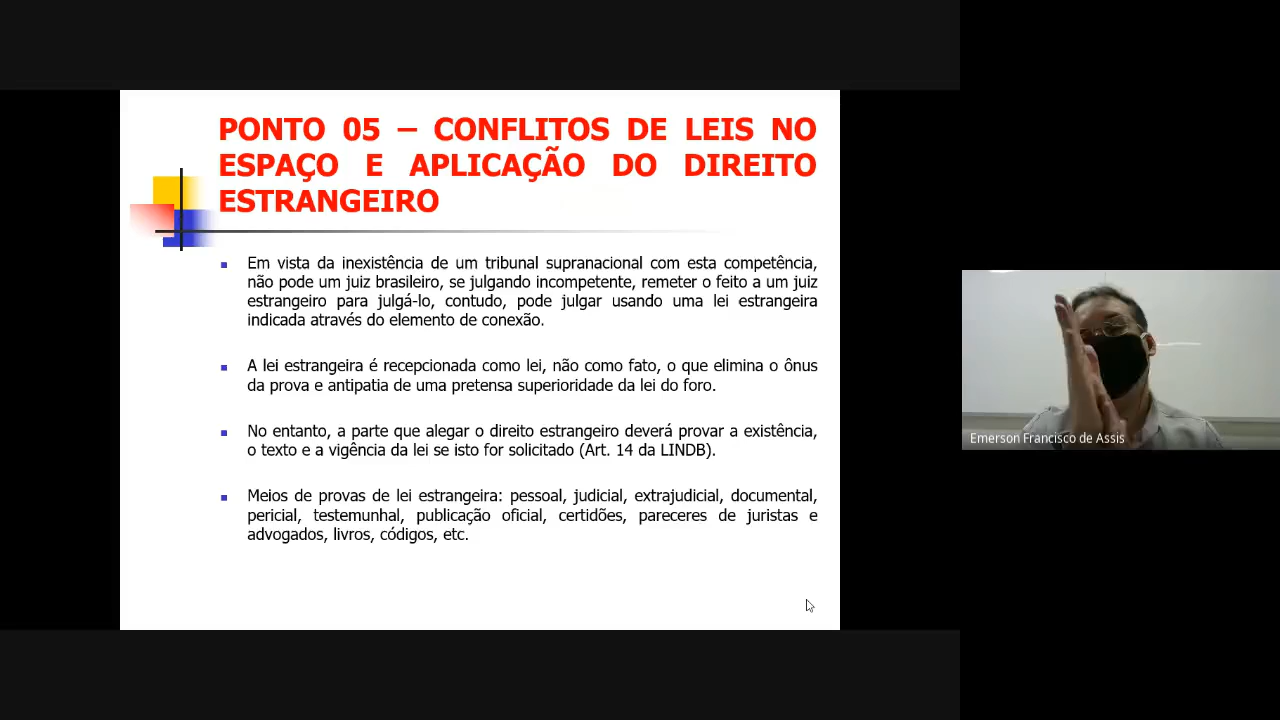 PONTO 05 – CONFLITOS DE LEIS NO
ESPAÇO E APLICAÇÃO DO DIREITO
ESTRANGEIRO
Em vista da inexistência de um tribunal supranacional com esta competência,
não pode um juiz brasileiro, se julgando incompetente, remeter o feito a um juiz
estrangeiro para julgá-lo, contudo, pode julgar usando uma lei estrangeira
indicada através do elemento de conexão.
A lei estrangeira é recepcionada como lei, não como fato, o que elimina o ônus
da prova e antipatia de uma pretensa superioridade da lei do foro.
No entanto, a parte que alegar o direito estrangeiro deverá provar a existência,
o texto e a vigência da lei se isto for solicitado (Art. 14 da LINDB).
Meios de provas de lei estrangeira: pessoal, judicial, extrajudicial, documental,
pericial, testemunhal, publicação oficial, certidões, pareceres de juristas e
advogados, livros, códigos, etc.
Emerson Francisco de Assis